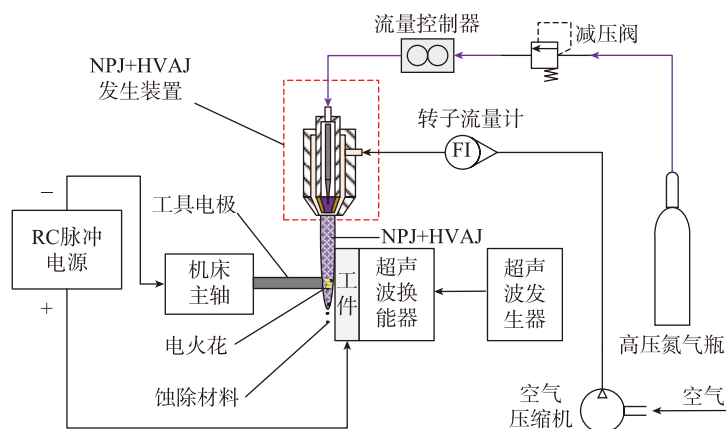 流量控制器
减压阀
NPJ+HVAJ
发生装置
转子流量计
FI
−
工具电极
NPJ+HVAJ
RC脉冲
电源
机床
主轴
工件
超声
波换
能器
超声
波发
生器
+
电火花
高压氮气瓶
蚀除材料
空气
压缩机
空气